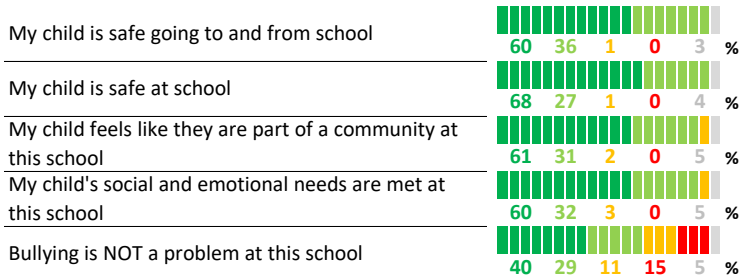 My child is safe going to and from school
60 36 1 0 3 %
My child is safe at school
68 27 1 0 4 %
My child feels like they are part of a community at
this school
61 31 2 0 5 %
My child's social and emotional needs are met at
this school
60 32 3 0 5 %
Bullying is NOT a problem at this school
40 29 11 15 5 %